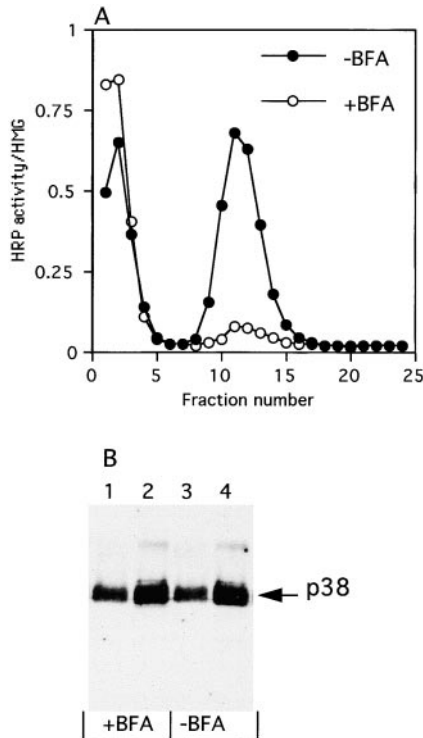 A
1
-BFA
+BFA
0.75
0.5
0.25
0
HRP activity/HMG
0 5 10 15 20 25
Fraction number
B
1 2 3 4
p38
+BFA -BFA